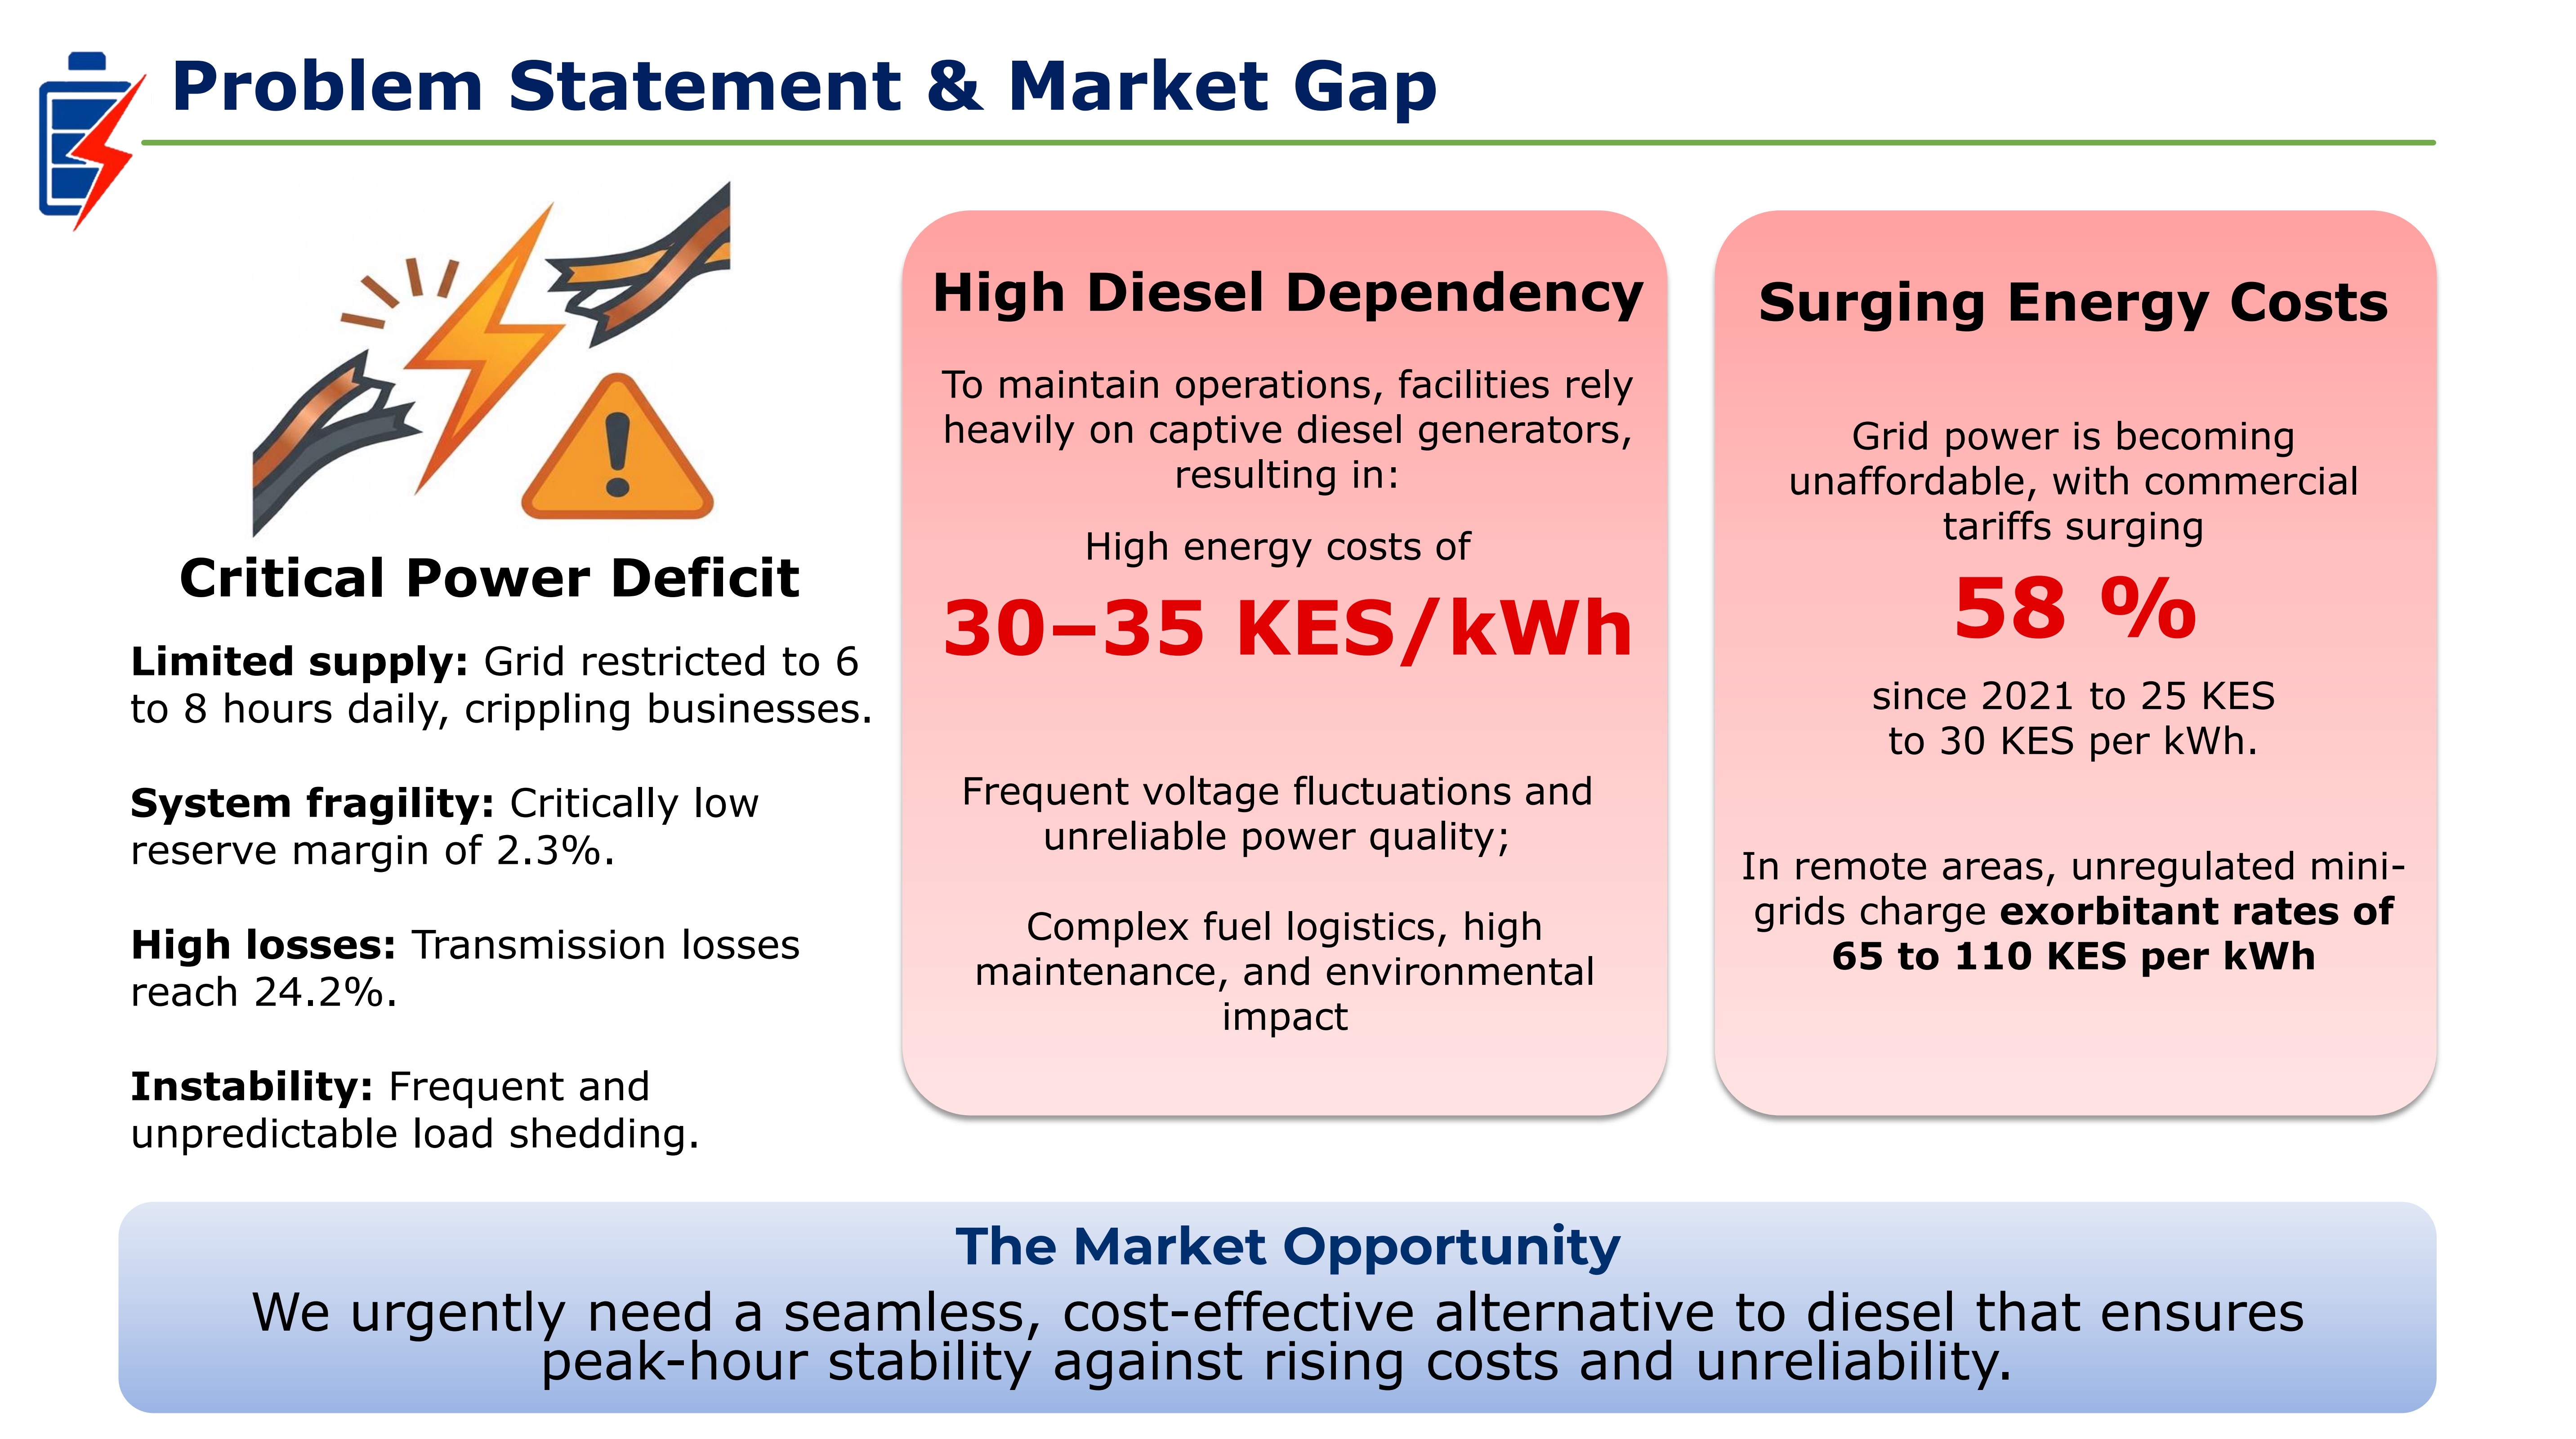 Problem Statement & Market Gap
Critical Power Deficit
Limited supply: Grid restricted to 6
to 8 hours daily, crippling businesses.
System fragility: Critically low
reserve margin of 2.3%.
High losses: Transmission losses
reach 24.2%.
Instability: Frequent and
unpredictable load shedding.
High Diesel Dependency
To maintain operations, facilities rely
heavily on captive diesel generators,
resulting in:
High energy costs of
30–35 KES/kWh
Frequent voltage fluctuations and
unreliable power quality;
Complex fuel logistics, high
maintenance, and environmental
impact
Surging Energy Costs
Grid power is becoming
unaffordable, with commercial
tariffs surging
58 %
since 2021 to 25 KES
to 30 KES per kWh.
In remote areas, unregulated mini-
grids charge exorbitant rates of
65 to 110 KES per kWh
The Market Opportunity
We urgently need a seamless, cost-effective alternative to diesel that ensures
peak-hour stability against rising costs and unreliability.